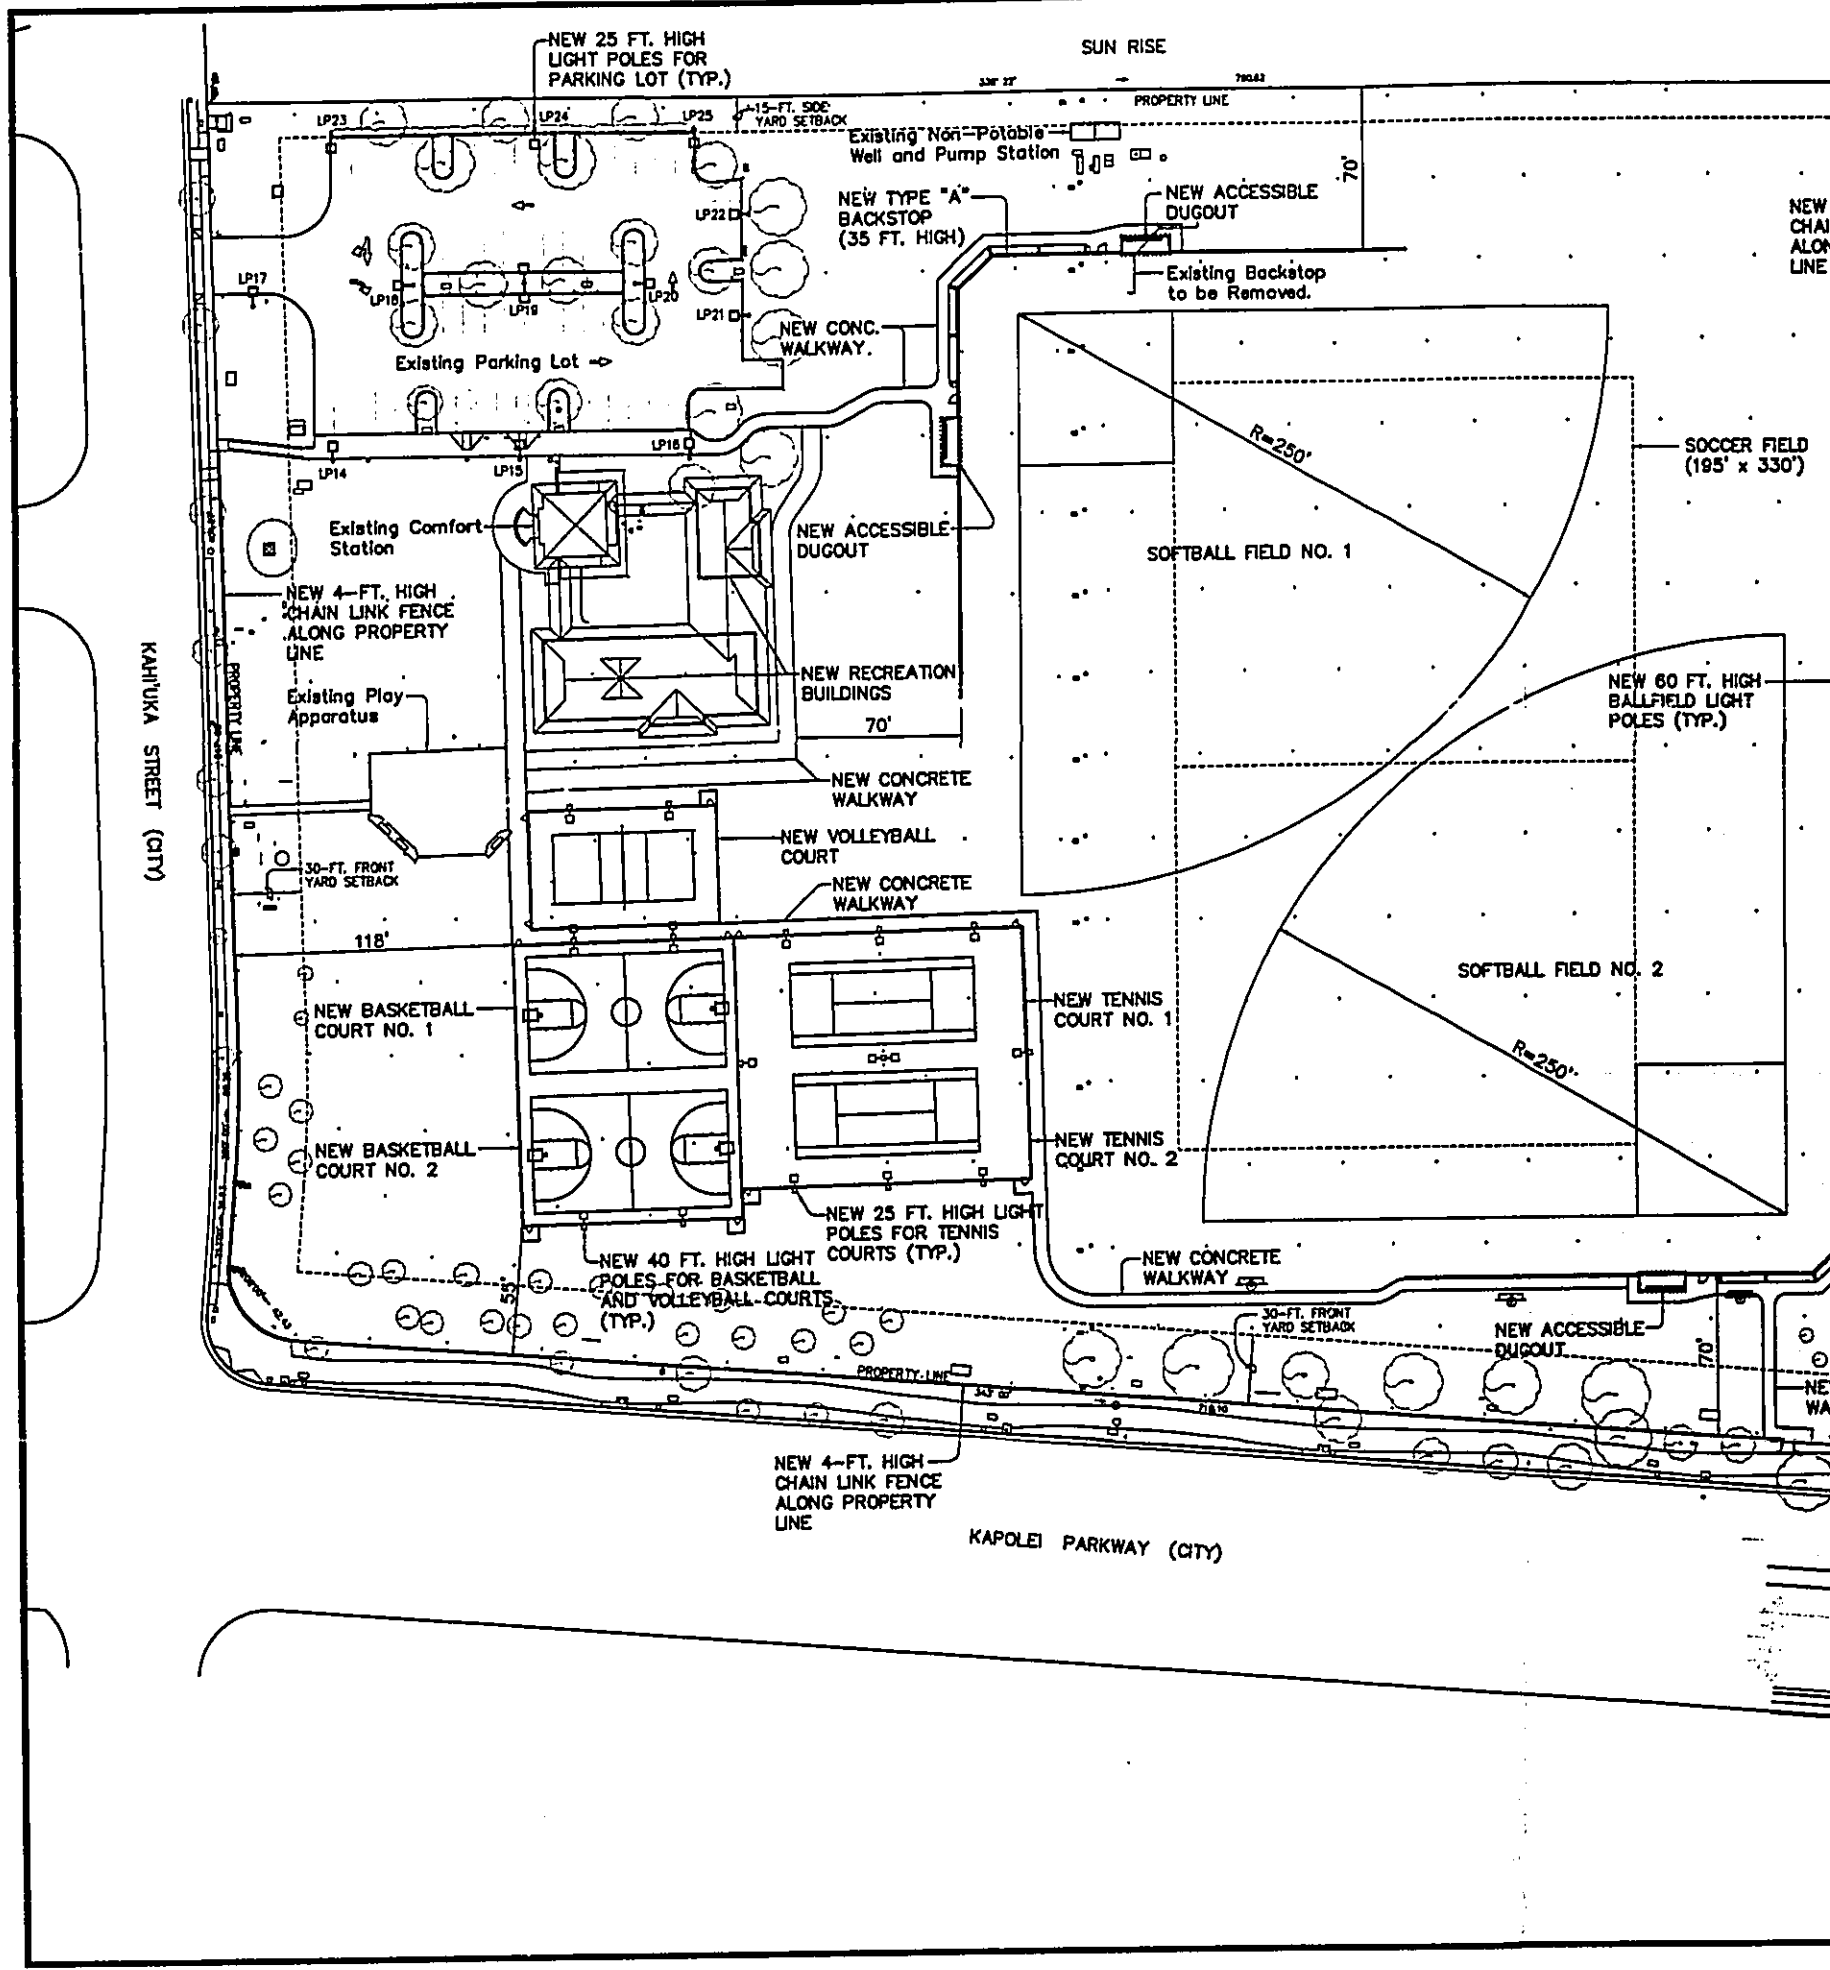 NEW 25 FT. HIGH
LIGHT POLES FOR
PARKING LOT (TYP.)
SUN RISE
790.62
PROPERTY LINE
15-FT. SIDE
YARD SETBACK
LP23
LP24
LP25
Existing Non-Potable
Well and Pump Station
70'
NEW TYPE "A"
BACKSTOP
(35 FT. HIGH)
NEW ACCESSIBLE
DUGOUT
NEW
CHAI
ALON
LINE
LP22
Existing Backstop
to be Removed.
LP17
LP18
LP19
LP20
LP21
NEW CONC.
WALKWAY.
Existing Parking Lot
R=250'
SOCCER FIELD
(195' x 330')
LP14
LP15
LP16
Existing Comfort
Station
NEW ACCESSIBLE
DUGOUT
SOFTBALL FIELD NO. 1
NEW 4-FT. HIGH
CHAIN LINK FENCE
ALONG PROPERTY
LINE
KAHI'UKA STREET (CITY)
PROPERTY LINE
Existing Play
Apparatus
NEW RECREATION
BUILDINGS
70'
NEW 60 FT. HIGH
BALLFIELD LIGHT
POLES (TYP.)
NEW CONCRETE
WALKWAY
NEW VOLLEYBALL
COURT
30-FT. FRONT
YARD SETBACK
NEW CONCRETE
WALKWAY
118'
SOFTBALL FIELD NO. 2
NEW BASKETBALL
COURT NO. 1
NEW TENNIS
COURT NO. 1
R=250'
NEW BASKETBALL
COURT NO. 2
NEW TENNIS
COURT NO. 2
NEW 25 FT. HIGH LIGHT
POLES FOR TENNIS
COURTS (TYP.)
NEW 40 FT. HIGH LIGHT
POLES FOR BASKETBALL
AND VOLLEYBALL COURTS
(TYP.)
55'
NEW CONCRETE
WALKWAY
30-FT. FRONT
YARD SETBACK
NEW ACCESSIBLE
DUGOUT
70'
NE
WA
PROPERTY LINE
NEW 4-FT. HIGH
CHAIN LINK FENCE
ALONG PROPERTY
LINE
KAPOLEI PARKWAY (CITY)